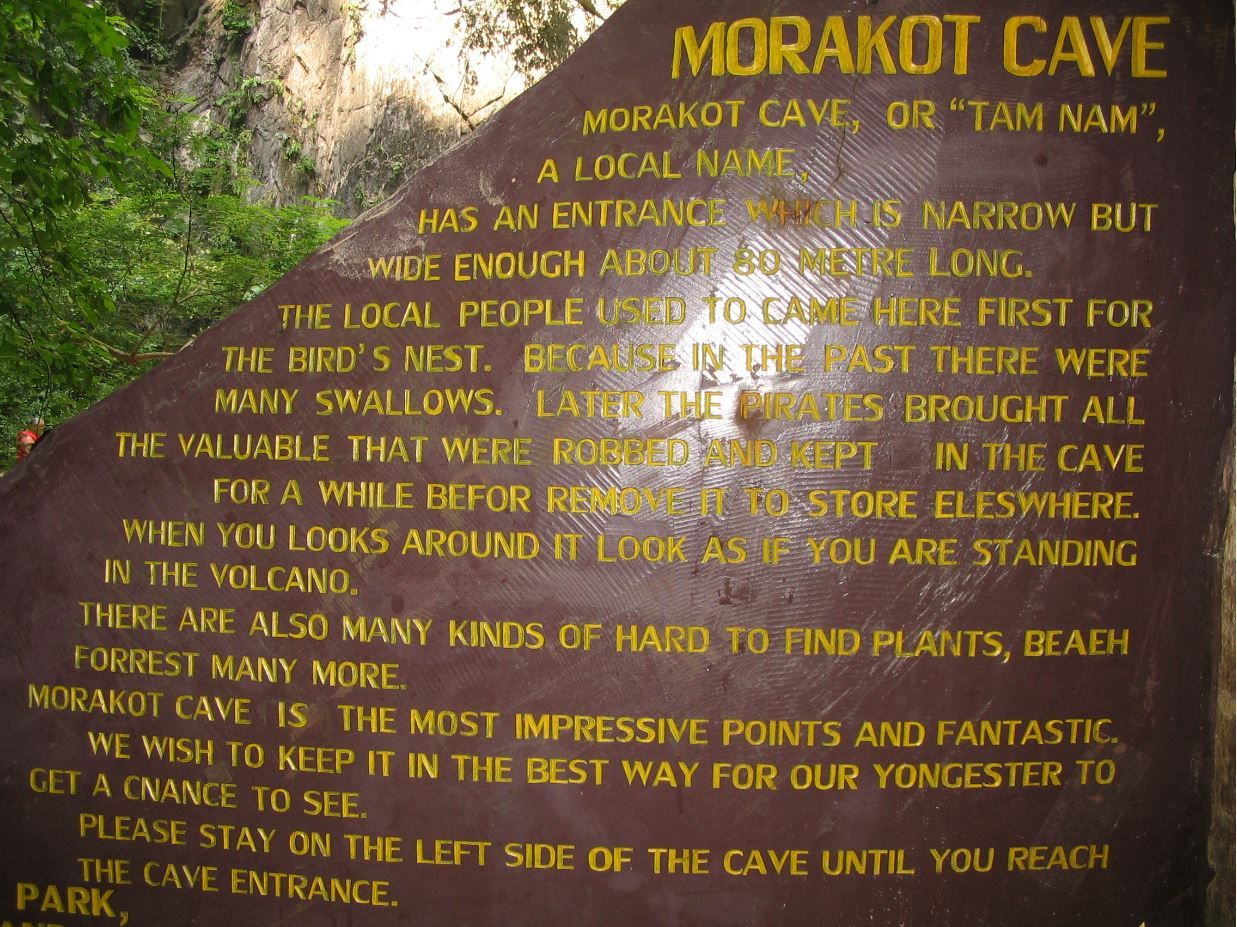 MORAKOT CAVE
MORAKOT CAVE, OR "TAM NAM",
A LOCAL NAME,
HAS AN ENTRANCE WHICH IS NARROW BUT
WIDE ENOUGH ABOUT 80 METRE LONG.
THE LOCAL PEOPLE USED TO CAME HERE FIRST FOR
THE BIRD'S NEST. BECAUSE IN THE PAST THERE WERE
MANY SWALLOWS. LATER THE PIRATES BROUGHT ALL
THE VALUABLE THAT WERE ROBBED AND KEPT IN THE CAVE
FOR A WHILE BEFOR REMOVE IT TO STORE ELESWHERE.
WHEN YOU LOOKS AROUND IT LOOK AS IF YOU ARE STANDING
IN THE VOLCANO.
THERE ARE ALSO MANY KINDS OF HARD TO FIND PLANTS, BEAEH
FORREST MANY MORE.
MORAKOT CAVE IS THE MOST IMPRESSIVE POINTS AND FANTASTIC.
WE WISH TO KEEP IT IN THE BEST WAY FOR OUR YONGESTER TO
GET A CNANCE TO SEE.
PLEASE STAY ON THE LEFT SIDE OF THE CAVE UNTIL YOU REACH
THE CAVE ENTRANCE.
PARK,